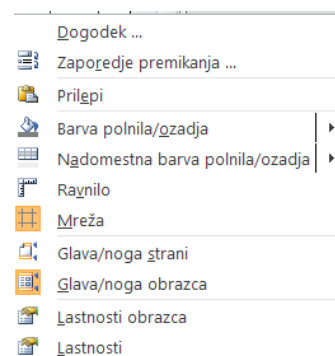 Dogodek ...
Zaporedje premikanja ...
Prilepi
Barva polnila/ozadja
Nadomestna barva polnila/ozadja
Ravnilo
Mreža
Glava/noga strani
Glava/noga obrazca
Lastnosti obrazca
Lastnosti